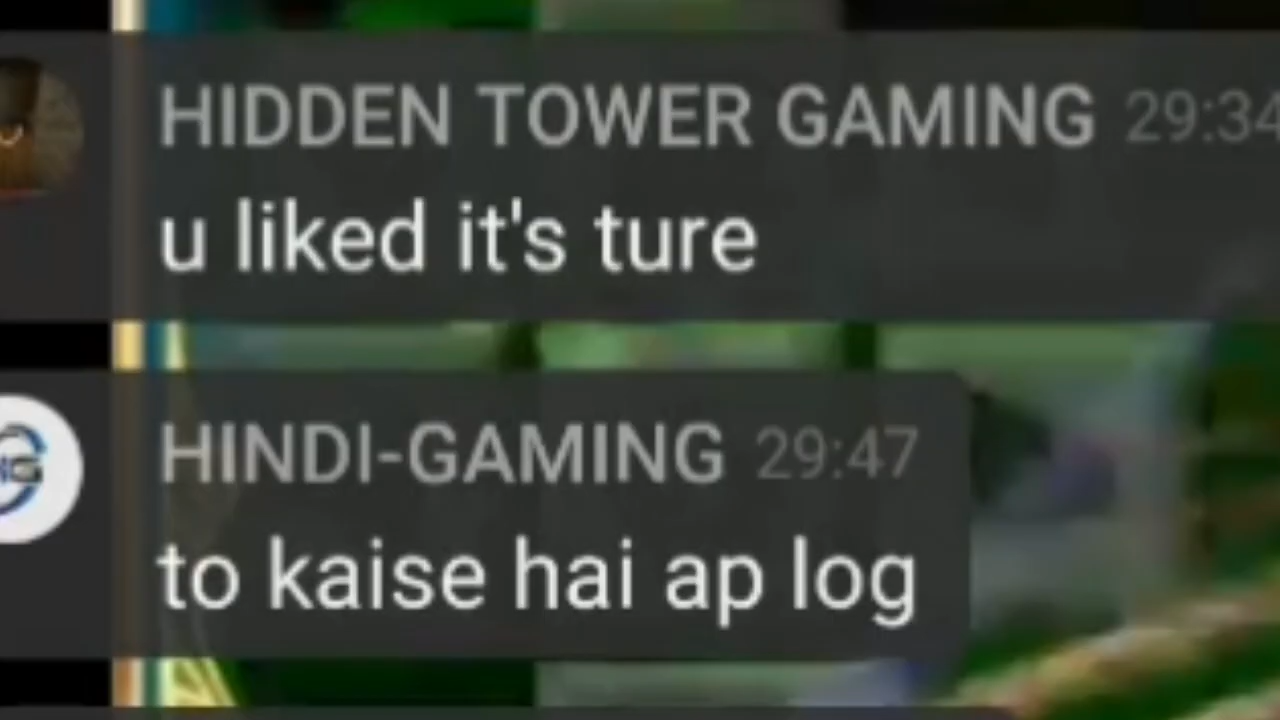 HIDDEN TOWER GAMING 29:34
u liked it's ture
HINDI-GAMING 29:47
to kaise hai ap log